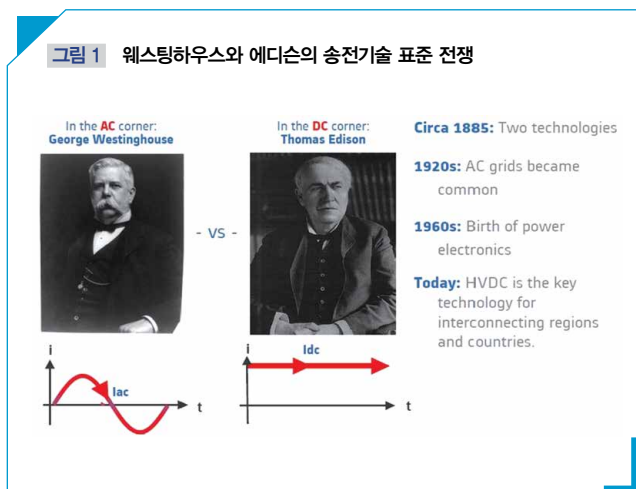 그림 1 웨스팅하우스와 에디슨의 송전기술 표준 전쟁
In the AC corner:
George Westinghouse
- VS -
In the DC corner:
Thomas Edison
Circa 1885: Two technologies
1920s: AC grids became
common
1960s: Birth of power
electronics
Today: HVDC is the key
technology for
interconnecting regions
and countries.
i
Iac
t
i
Idc
t